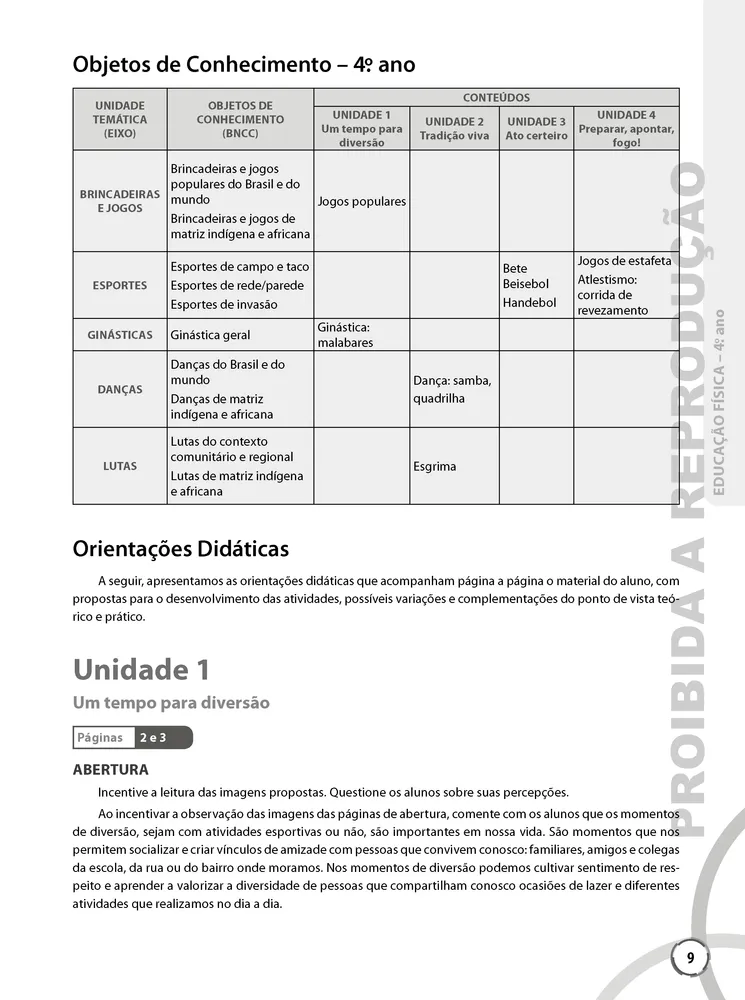 Objetos de Conhecimento – 4º. ano
UNIDADE
TEMÁTICA
(EIXO)
OBJETOS DE
CONHECIMENTO
(BNCC)
CONTEÚDOS
UNIDADE 1
Um tempo para
diversão
UNIDADE 2
Tradição viva
UNIDADE 3
Ato certeiro
UNIDADE 4
Preparar, apontar,
fogo!
BRINCADEIRAS
E JOGOS
Brincadeiras e jogos
populares do Brasil e do
mundo
Brincadeiras e jogos de
matriz indígena e africana
Jogos populares
ESPORTES
Esportes de campo e taco
Esportes de rede/parede
Esportes de invasão
Bete
Beisebol
Handebol
Jogos de estafeta
Atlestismo:
corrida de
revezamento
GINÁSTICAS
Ginástica geral
Ginástica:
malabares
DANÇAS
Danças do Brasil e do
mundo
Danças de matriz
indígena e africana
Dança: samba,
quadrilha
LUTAS
Lutas do contexto
comunitário e regional
Lutas de matriz indígena
e africana
Esgrima
Orientações Didáticas
A seguir, apresentamos as orientações didáticas que acompanham página a página o material do aluno, com
propostas para o desenvolvimento das atividades, possíveis variações e complementações do ponto de vista teó-
rico e prático.
Unidade 1
Um tempo para diversão
Páginas 2 e 3
ABERTURA
Incentive a leitura das imagens propostas. Questione os alunos sobre suas percepções.
Ao incentivar a observação das imagens das páginas de abertura, comente com os alunos que os momentos
de diversão, sejam com atividades esportivas ou não, são importantes em nossa vida. São momentos que nos
permitem socializar e criar vínculos de amizade com pessoas que convivem conosco: familiares, amigos e colegas
da escola, da rua ou do bairro onde moramos. Nos momentos de diversão podemos cultivar sentimento de res-
peito e aprender a valorizar a diversidade de pessoas que compartilham conosco ocasiões de lazer e diferentes
atividades que realizamos no dia a dia.
PROIBIDA A REPRODUÇÃO
EDUCAÇÃO FÍSICA – 4º. ano
9